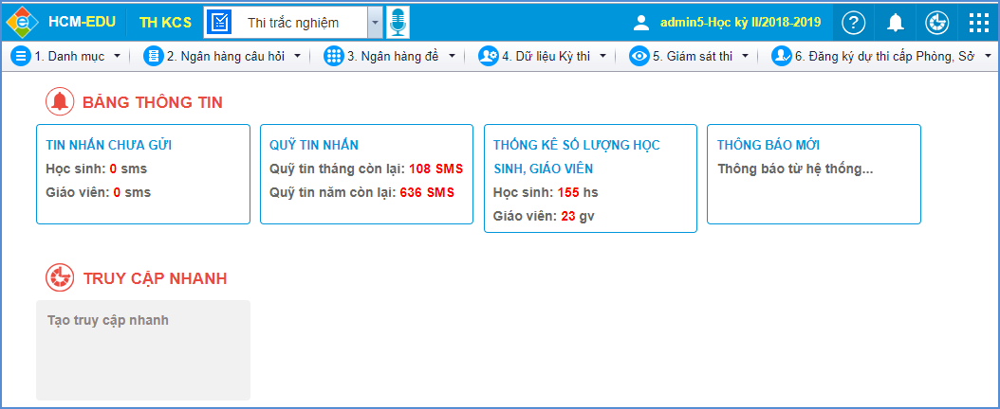 HCM-EDU TH KCS Thi trắc nghiệm admin5-Học kỳ II/2018-2019
1. Danh mục 2. Ngân hàng câu hỏi 3. Ngân hàng đề 4. Dữ liệu Kỳ thi 5. Giám sát thi 6. Đăng ký dự thi cấp Phòng, Sở
BẢNG THÔNG TIN
TIN NHẮN CHƯA GỬI
Học sinh: 0 sms
Giáo viên: 0 sms
QUỸ TIN NHẮN
Quỹ tin tháng còn lại: 108 SMS
Quỹ tin năm còn lại: 636 SMS
THỐNG KÊ SỐ LƯỢNG HỌC
SINH, GIÁO VIÊN
Học sinh: 155 hs
Giáo viên: 23 gv
THÔNG BÁO MỚI
Thông báo từ hệ thống...
TRUY CẬP NHANH
Tạo truy cập nhanh